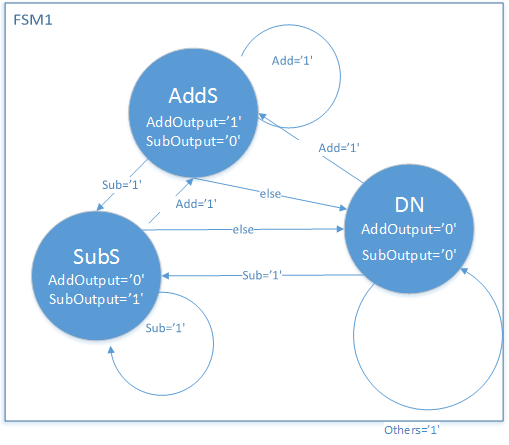 FSM1
Add='1'
AddS
AddOutput='1'
SubOutput='0'
Add='1'
Sub='1'
else
Add='1'
DN
AddOutput='0'
SubOutput='0'
else
SubS
AddOutput='0'
SubOutput='1'
Sub='1'
Sub='1'
Others='1'